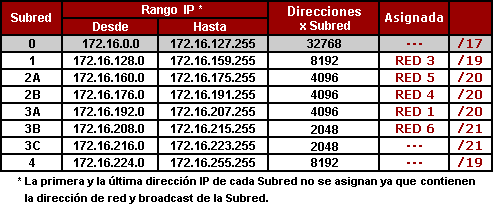 Subred Rango IP * Direcciones x Subred Asignada
Desde Hasta
0 172.16.0.0 172.16.127.255 32768 --- /17
1 172.16.128.0 172.16.159.255 8192 RED 3 /19
2A 172.16.160.0 172.16.175.255 4096 RED 5 /20
2B 172.16.176.0 172.16.191.255 4096 RED 4 /20
3A 172.16.192.0 172.16.207.255 4096 RED 1 /20
3B 172.16.208.0 172.16.215.255 2048 RED 6 /21
3C 172.16.216.0 172.16.223.255 2048 --- /21
4 172.16.224.0 172.16.255.255 8192 --- /19
* La primera y la última dirección IP de cada Subred no se asignan ya que contienen
la dirección de red y broadcast de la Subred.